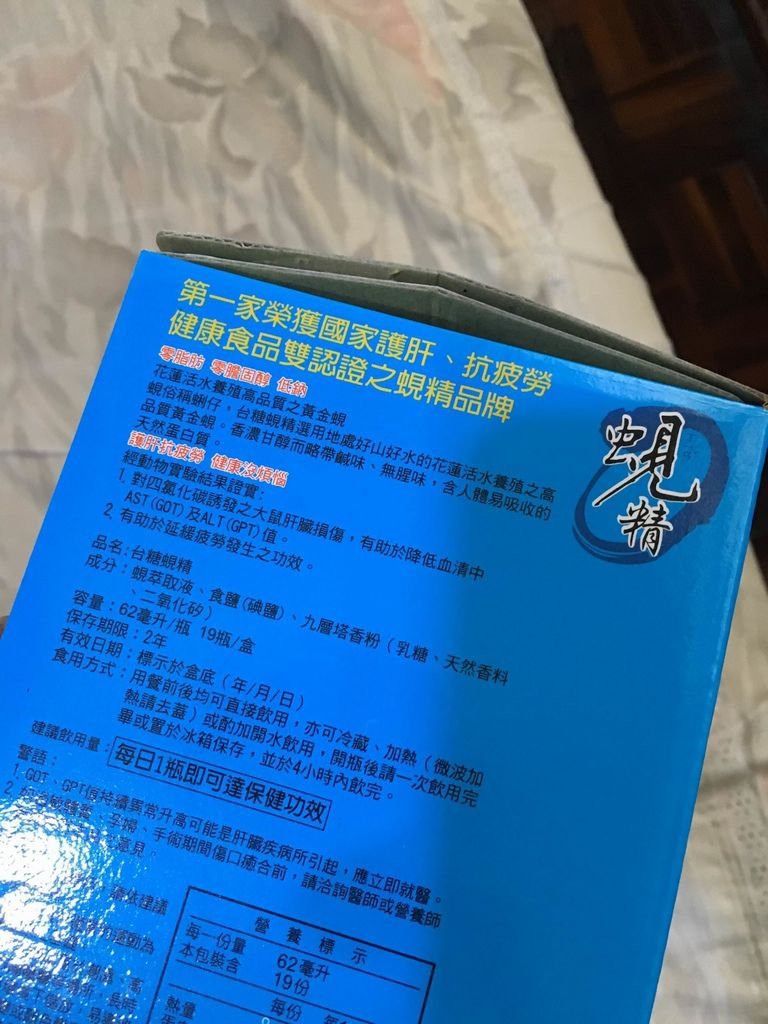 第一家榮獲國家護肝、抗疲勞
健康食品雙認證之蜆精品牌
零脂肪 零膽固醇 低鈉
花蓮活水養殖高品質之黃金蜆
蜆俗稱蜊仔，台糖蜆精選用地處好山好水的花蓮活水養殖之高
品質黃金蜆。香濃甘醇而略帶鹹味、無腥味，含人體易吸收的
天然蛋白質。
護肝抗疲勞 健康沒煩惱
經動物實驗結果證實：
1. 對四氯化碳誘發之大鼠肝臟損傷，有助於降低血清中
AST(GOT)及ALT(GPT)值。
2. 有助於延緩疲勞發生之功效。
蜆精
品名：台糖蜆精
成分：蜆萃取液、食鹽(碘鹽)、九層塔香粉（乳糖、天然香料
、二氧化矽）
容量：62毫升/瓶 19瓶/盒
保存期限：2年
有效日期：標示於盒底（年/月/日）
食用方式：用餐前後均可直接飲用，亦可冷藏、加熱（微波加
熱請去蓋）或酌加開水飲用，開瓶後請一次飲用完
畢或置於冰箱保存，並於4小時內飲完。
建議飲用量：每日1瓶即可達保健功效
警語：
1. GOT、GPT值持續異常升高可能是肝臟疾病所引起，應立即就醫。
2. 孕婦、手術期間傷口癒合前，請洽詢醫師或營養師
意見。
依建議
運動為
營養標示
每一份量 62毫升
本包裝含 19份
每份
熱量